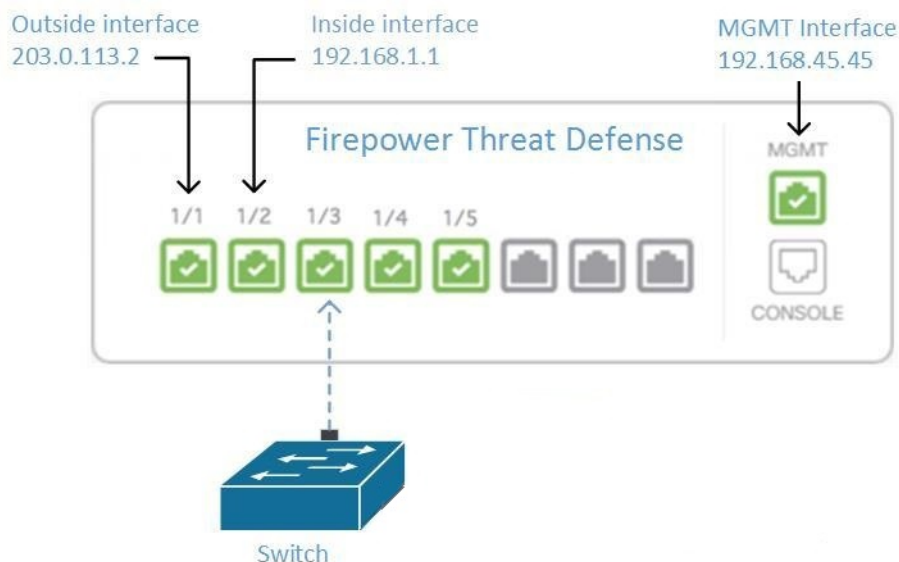 Outside interface
203.0.113.2
Inside interface
192.168.1.1
MGMT Interface
192.168.45.45
Firepower Threat Defense
MGMT
1/1 1/2 1/3 1/4 1/5
CONSOLE
Switch